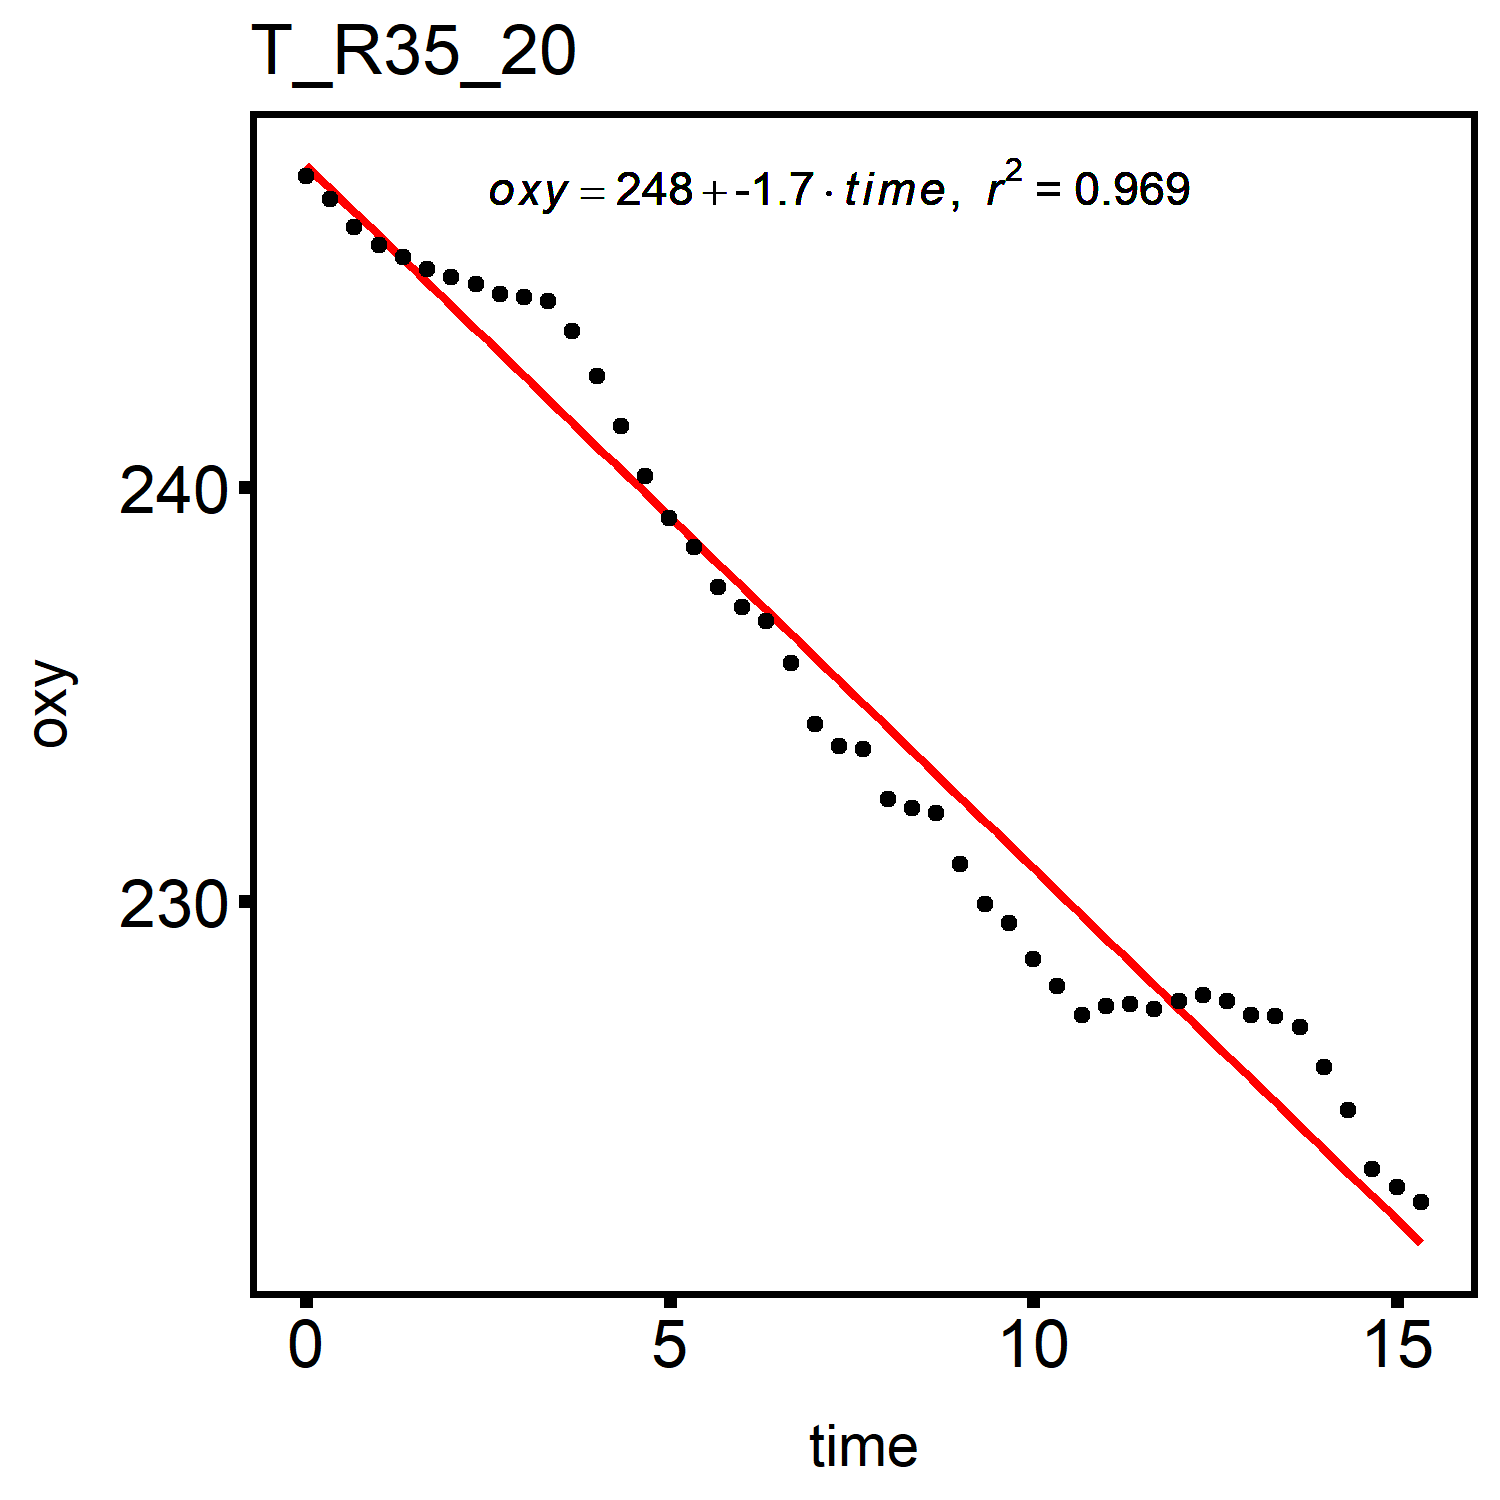 T_R35_20
oxy = 248 + -1.7 · time, r² = 0.969
240
230
oxy
0 5 10 15
time